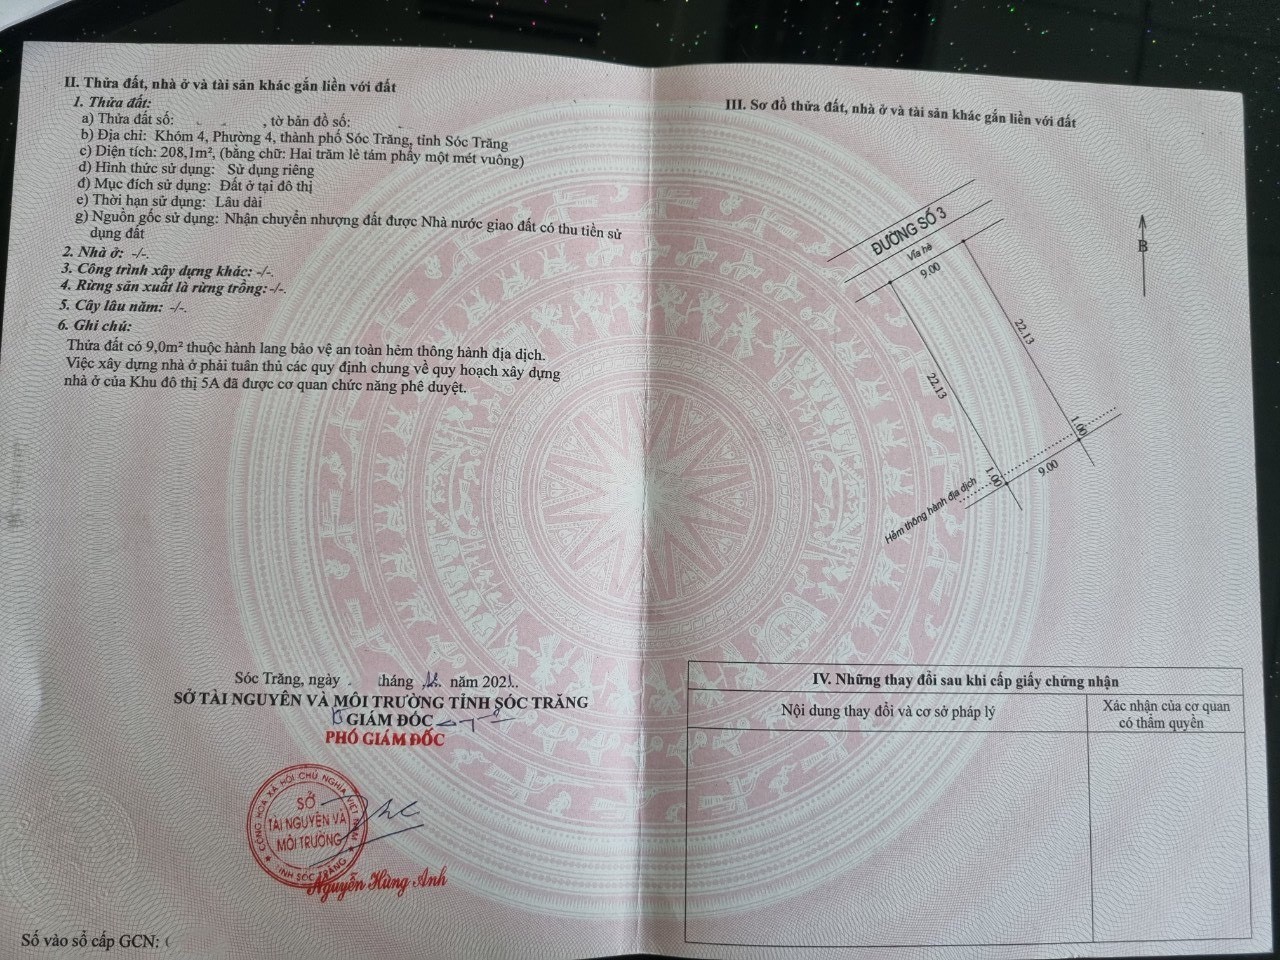 II. Thửa đất, nhà ở và tài sản khác gắn liền với đất
1. Thửa đất:
a) Thửa đất số: , tờ bản đồ số:
b) Địa chỉ: Khóm 4, Phường 4, thành phố Sóc Trăng, tỉnh Sóc Trăng
c) Diện tích: 208,1m², (bằng chữ: Hai trăm lẻ tám phẩy một mét vuông)
d) Hình thức sử dụng: Sử dụng riêng
đ) Mục đích sử dụng: Đất ở tại đô thị
e) Thời hạn sử dụng: Lâu dài
g) Nguồn gốc sử dụng: Nhận chuyển nhượng đất được Nhà nước giao đất có thu tiền sử
dụng đất
2. Nhà ở: -/-.
3. Công trình xây dựng khác: -/-.
4. Rừng sản xuất là rừng trồng: -/-.
5. Cây lâu năm: -/-.
6. Ghi chú:
Thửa đất có 9,0m² thuộc hành lang bảo vệ an toàn hẻm thông hành địa dịch.
Việc xây dựng nhà ở phải tuân thủ các quy định chung về quy hoạch xây dựng
nhà ở của Khu đô thị 5A đã được cơ quan chức năng phê duyệt.
Sóc Trăng, ngày tháng 12 năm 2021.
SỞ TÀI NGUYÊN VÀ MÔI TRƯỜNG TỈNH SÓC TRĂNG
GIÁM ĐỐC
PHÓ GIÁM ĐỐC
CỘNG HÒA XÃ HỘI CHỦ NGHĨA VIỆT NAM
SỞ
TÀI NGUYÊN VÀ
MÔI TRƯỜNG
TỈNH SÓC TRĂNG
Nguyễn Hùng Anh
Số vào sổ cấp GCN:
III. Sơ đồ thửa đất, nhà ở và tài sản khác gắn liền với đất
ĐƯỜNG SỐ 3
Vỉa hè
9.00
B
22.13
22.13
1.00
1.00
9.00
Hẻm thông hành địa dịch
IV. Những thay đổi sau khi cấp giấy chứng nhận
Nội dung thay đổi và cơ sở pháp lý
Xác nhận của cơ quan
có thẩm quyền